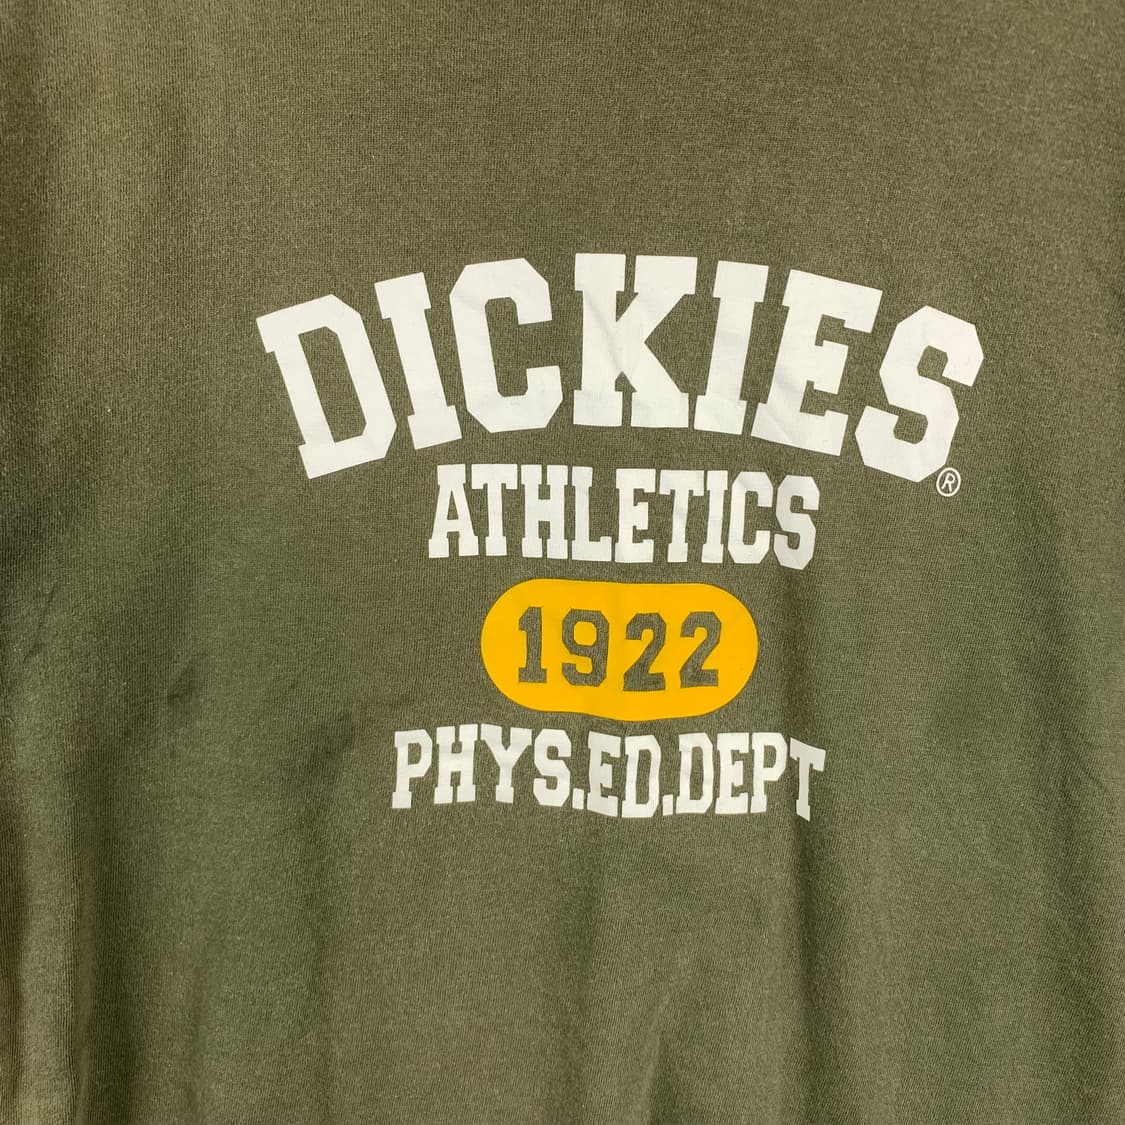 DICKIES®
ATHLETICS
1922
PHYS.ED.DEPT